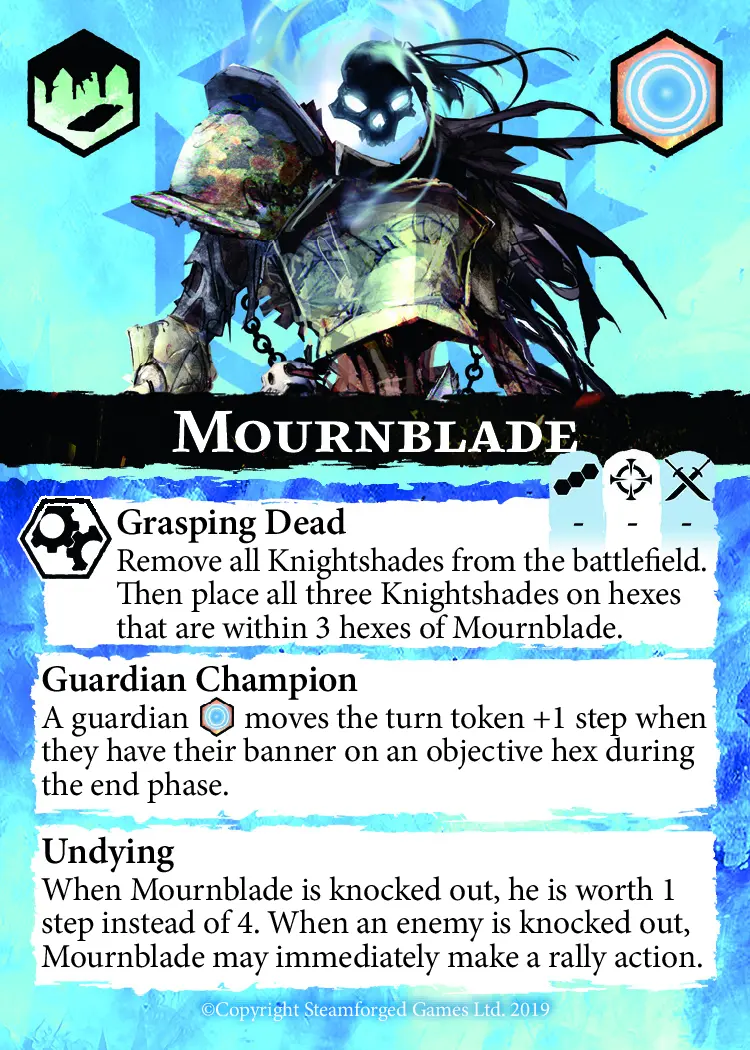 MOURNBLADE
- - -
Grasping Dead
Remove all Knightshades from the battlefield.
Then place all three Knightshades on hexes
that are within 3 hexes of Mournblade.
Guardian Champion
A guardian moves the turn token +1 step when
they have their banner on an objective hex during
the end phase.
Undying
When Mournblade is knocked out, he is worth 1
step instead of 4. When an enemy is knocked out,
Mournblade may immediately make a rally action.
©Copyright Steamforged Games Ltd. 2019